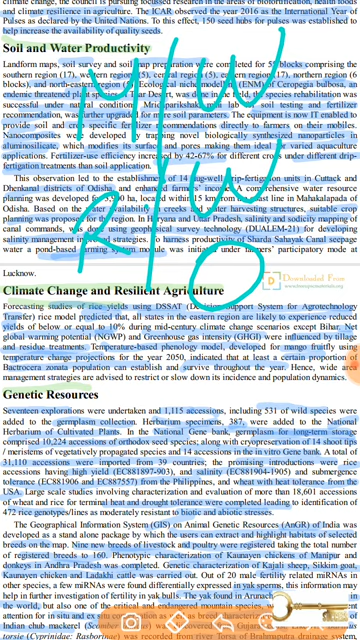 climate change, the council is pursuing focussed research in the areas of photorefineation, health foods
and climate resilience in agriculture. The ICAR observed the year 2016 as the International Year of
Pulses as declared by the United Nations. To this effect, 150 seed hubs for pulses was established to
help increase the availability of quality seeds.
Soil and Water Productivity
Landform maps, soil survey and soil map preparation were completed for 5 blocks comprising the
southern region (17), western region (5), central region (5), eastern region (17), northern region (6
blocks), and north-eastern region ( Ecological niche modelling (ENM) of Ceropegia bulbosa, an
endemic threatened plant species Thar Desert, was done in the field, the species rehabilitation was
successful under natural conditions. Mridaparikshak, lab soil testing and fertilizer
recommendation, was further upgraded for more soil parameters. The equipment is now IT enabled to
provide soil and crop specific fertilizer recommendations directly to farmers on their mobiles.
Nanocomposites were developed by trapping novel biologically synthesized nanoparticles in
aluminosilicate, which modifies its surface and pores making them ideal for varied aquaculture
applications. Fertilizer-use efficiency increased by 42-67% for different crops under different drip-
fertigation treatments than soil application.
This observation led to the establishment of 14 dug-well drip-fertigation units in Cuttack and
Dhenkanal districts of Odisha, and enhanced farmers' income. A comprehensive water resource
planning was developed for 5,950 ha, located within 15 km from coast line in Mahakalapada of
Odisha. Based on the water availability in creeks and water harvesting structures, suitable crop
planning was proposed for the region. In Haryana and Uttar Pradesh, salinity and sodicity mapping of
canal commands, was done using geophysical survey technology (DUALEM-21) for developing
salinity management in irrigated strategies. To harness productivity of Sharda Sahayak Canal seepage
water a pond-based farming system module was initiated under farmers' participatory mode at
Lucknow.
Downloaded From
Climate Change and Resilient Agriculture
Forecasting studies of rice yields using DSSAT (Decision Support System for Agrotechnology
Transfer) rice model predicted that, all states in the eastern region are likely to experience reduced
yields of below or equal to 10% during mid-century climate change scenarios except Bihar. Net
global warming potential (NGWP) and Greenhouse gas intensity (GHGI) were influenced by tillage
and residue treatments. Temperature-based phenology model, developed for mango fruitfly using
temperature change projections for the year 2050, indicated that at least a certain proportion of
Bactrocera zonata population can establish and survive throughout the year. Hence, wide area
management strategies are advised to restrict or slow down its incidence and population dynamics.
Genetic Resources
Seventeen explorations were undertaken and 1,115 accessions, including 531 of wild species were
added to the germplasm collection. Herbarium specimens, 387, were added to the National
Herbarium of Cultivated Plants. In the National Gene Bank, germplasm for long-term storage
comprised 10,224 accessions of orthodox seed species; along with cryopreservation of 14 shoot tips
/ meristems of vegetatively propagated species and 14 accessions in the in vitro Gene Bank. A total of
31,110 accessions were imported from 39 countries; the promising introductions were rice
accessions having high yield (EC881897-903), and salinity (EC881904-1905) and submergence
tolerance (EC881906 and EC887557) from the Philippines, and wheat with heat tolerance from the
USA. Large scale studies involving characterization and evaluation of more than 18,601 accessions
of wheat and rice for terminal heat and drought tolerance were completed leading to identification of
472 rice genotypes/lines as moderately resistant to biotic and abiotic stresses.
The Geographical Information System (GIS) on Animal Genetic Resources (AnGR) of India was
developed as a stand alone package by which the users can extract and highlight habitats of selected
breeds on the map. Nine new breeds of livestock and poultry were registered taking the total number
of registered breeds to 160. Phenotypic characterization of Kaunayen chicken of Manipur and
donkeys in Andhra Pradesh was completed. Genetic characterization of Kajali sheep, Sikkim goat,
Kaunayen chicken and Ladakhi cattle was carried out. Out of 20 male fertility related miRNAs in
other species, a few miRNAs were found differentially expressed in yak sperms, this information may
help in further investigation of fertility in yak bulls. The yak found in Arunach
the world, but also one of the critical and endangered mountain species, w
attention for in situ and ex situ conservation as well as
Indian chub mackerel
torpic (Cyprinidae: Rasborinae) was recorded from river Torsa of Brahmaputra drainage system